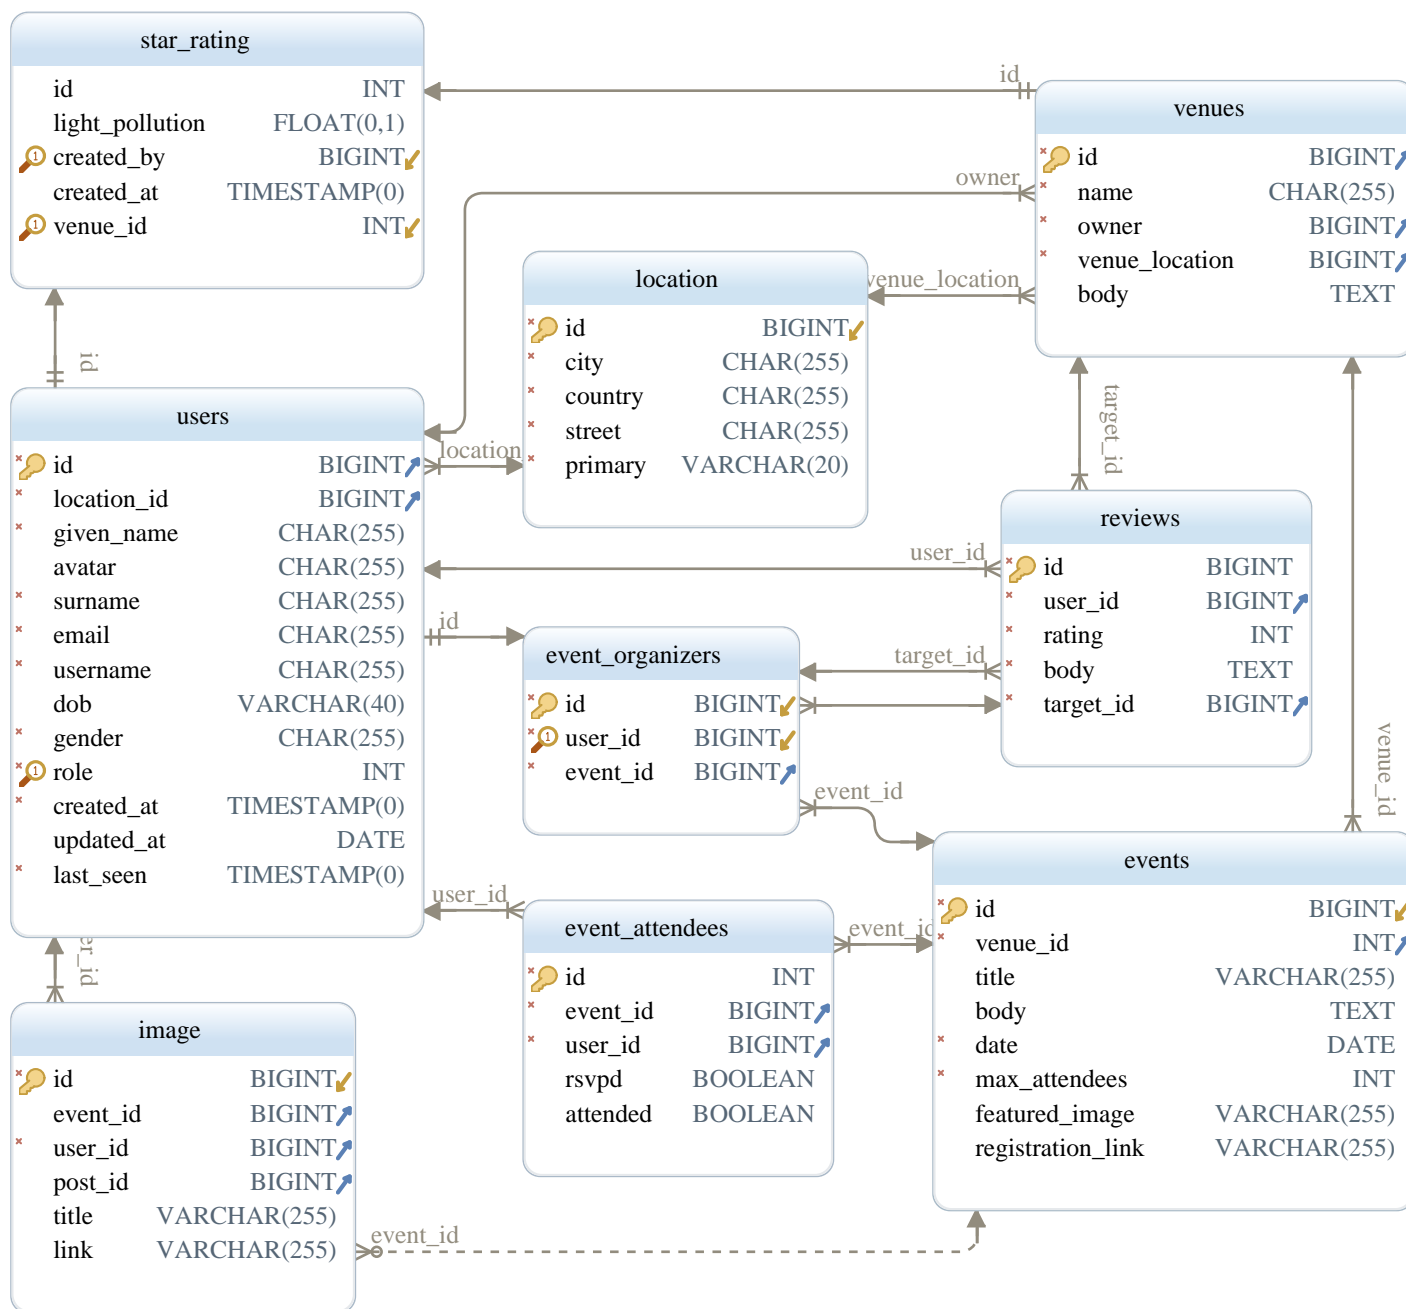 star_rating
id INT
light_pollution FLOAT(0,1)
created_by BIGINT
created_at TIMESTAMP(0)
venue_id INT
id
venues
id BIGINT
name CHAR(255)
owner BIGINT
venue_location BIGINT
body TEXT
owner
venue_location
location
id BIGINT
city CHAR(255)
country CHAR(255)
street CHAR(255)
primary VARCHAR(20)
id
users
id BIGINT
location_id BIGINT
given_name CHAR(255)
avatar CHAR(255)
surname CHAR(255)
email CHAR(255)
username CHAR(255)
dob VARCHAR(40)
gender CHAR(255)
role INT
created_at TIMESTAMP(0)
updated_at DATE
last_seen TIMESTAMP(0)
location
target_id
reviews
id BIGINT
user_id BIGINT
rating INT
body TEXT
target_id BIGINT
user_id
id
target_id
event_organizers
id BIGINT
user_id BIGINT
event_id BIGINT
event_id
venue_id
events
id BIGINT
venue_id INT
title VARCHAR(255)
body TEXT
date DATE
max_attendees INT
featured_image VARCHAR(255)
registration_link VARCHAR(255)
user_id
event_attendees
id INT
event_id BIGINT
user_id BIGINT
rsvpd BOOLEAN
attended BOOLEAN
event_id
er_id
image
id BIGINT
event_id BIGINT
user_id BIGINT
post_id BIGINT
title VARCHAR(255)
link VARCHAR(255)
event_id